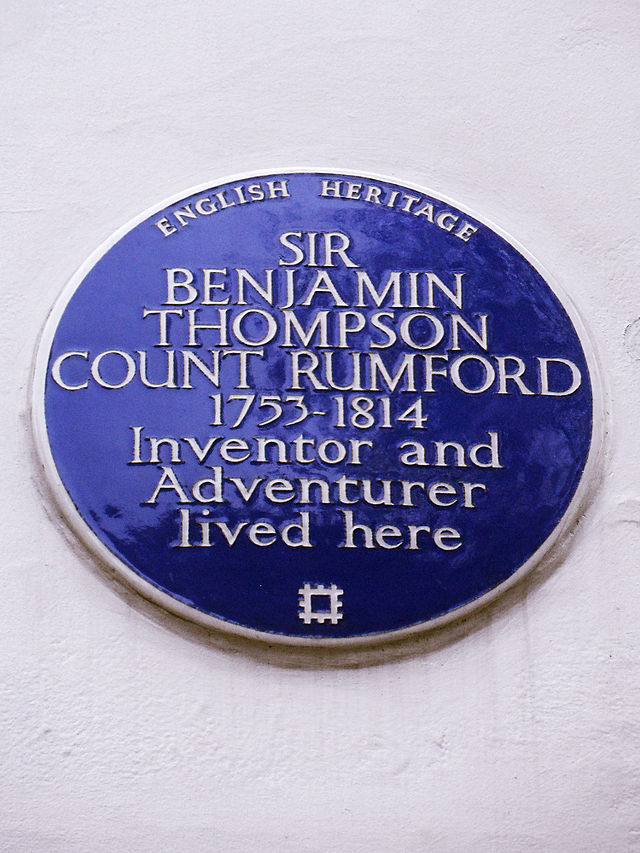 ENGLISH HERITAGE
SIR
BENJAMIN
THOMPSON
COUNT RUMFORD
1753-1814
Inventor and
Adventurer
lived here